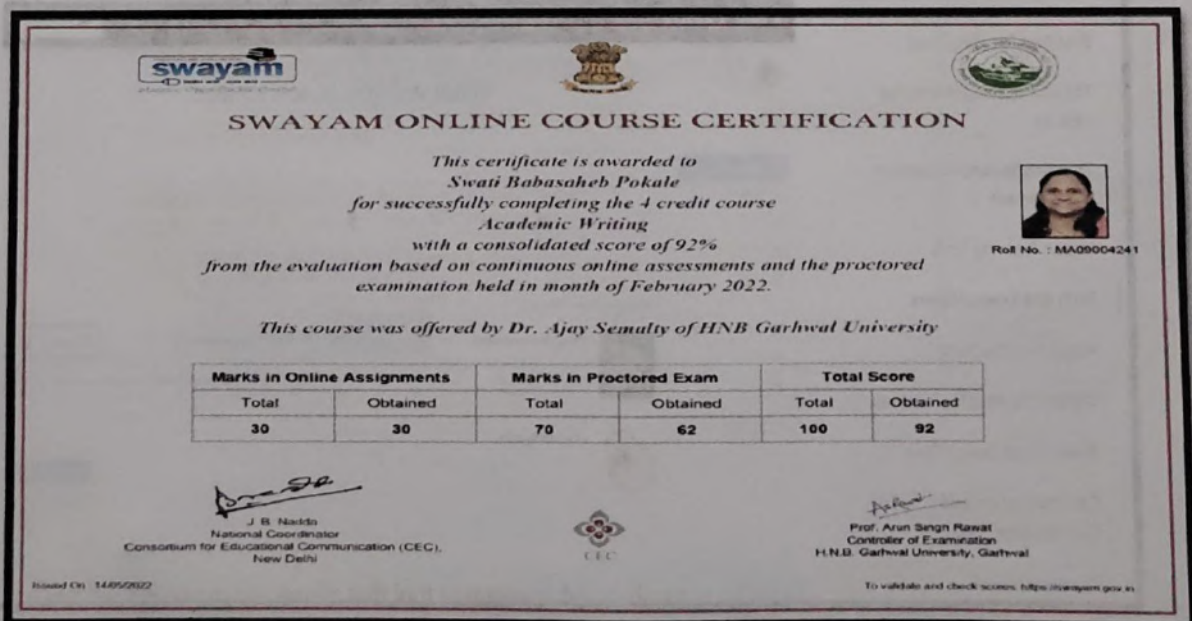 swayam
SWAYAM ONLINE COURSE CERTIFICATION
This certificate is awarded to
Swati Babasaheb Pokale
for successfully completing the 4 credit course
Academic Writing
with a consolidated score of 92%
from the evaluation based on continuous online assessments and the proctored
examination held in month of February 2022.
Roll No. : MA09004241
This course was offered by Dr. Ajay Semalty of HNB Garhwal University
Marks in Online Assignments Marks in Proctored Exam Total Score
Total Obtained Total Obtained Total Obtained
30 30 70 62 100 92
J. B. Nadda
National Coordinator
Consortium for Educational Communication (CEC),
New Delhi
CEC
Prof. Arun Singh Rawat
Controller of Examination
H.N.B. Garhwal University, Garhwal
Issued On : 14/05/2022
To validate and check scores: https://swayam.gov.in